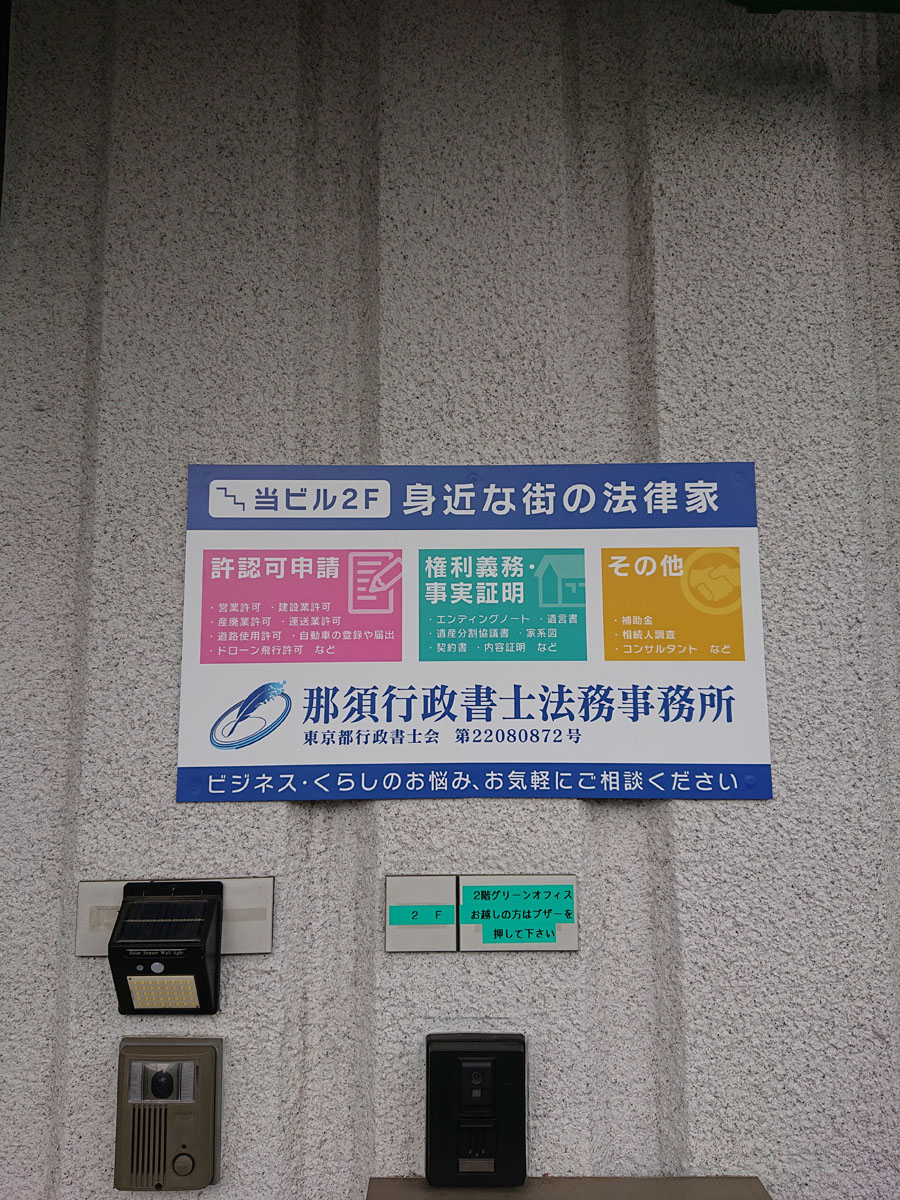 当ビル2F 身近な街の法律家
許認可申請
・営業許可 ・建設業許可
・産廃業許可 ・運送業許可
・道路使用許可 ・自動車の登録や届出
・ドローン飛行許可 など
権利義務・
事実証明
・エンディングノート ・遺言書
・遺産分割協議書 ・家系図
・契約書 ・内容証明 など
その他
・補助金
・相続人調査
・コンサルタント など
那須行政書士法務事務所
東京都行政書士会 第22080872号
ビジネス・くらしのお悩み、お気軽にご相談ください
2 F
2階グリーンオフィス
お越しの方はブザーを
押して下さい
Solar Sensor Wall light